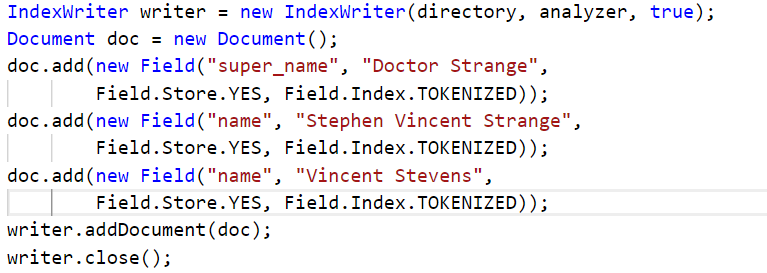 IndexWriter writer = new IndexWriter(directory, analyzer, true);
Document doc = new Document();
doc.add(new Field("super_name", "Doctor Strange",
        Field.Store.YES, Field.Index.TOKENIZED));
doc.add(new Field("name", "Stephen Vincent Strange",
        Field.Store.YES, Field.Index.TOKENIZED));
doc.add(new Field("name", "Vincent Stevens",
        Field.Store.YES, Field.Index.TOKENIZED));
writer.addDocument(doc);
writer.close();